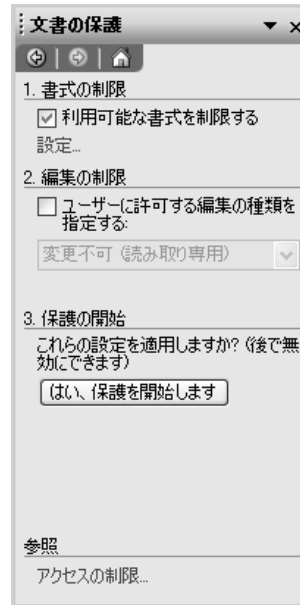 文書の保護
1. 書式の制限
利用可能な書式を制限する
設定...
2. 編集の制限
ユーザーに許可する編集の種類を
指定する:
変更不可 (読み取り専用)
3. 保護の開始
これらの設定を適用しますか? (後で無
効にできます)
はい、保護を開始します
参照
アクセスの制限...